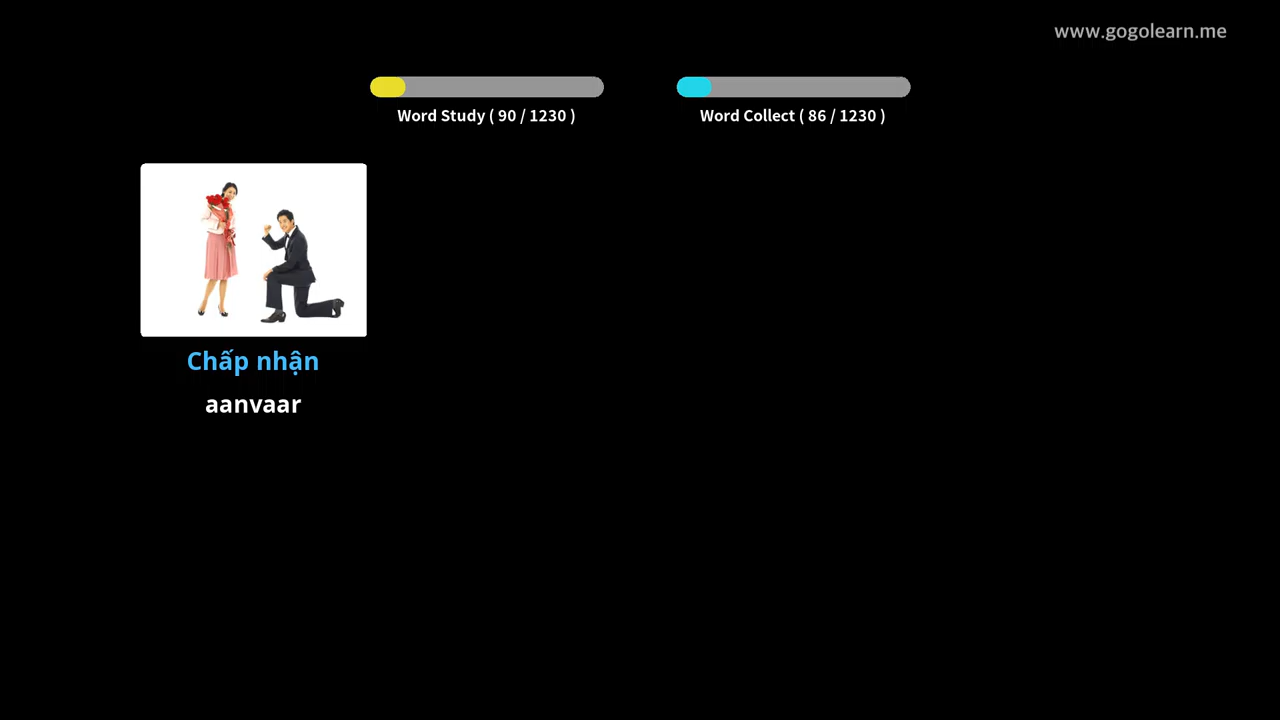 www.gogolearn.me
Word Study ( 90 / 1230 )
Word Collect ( 86 / 1230 )
Chấp nhận
aanvaar